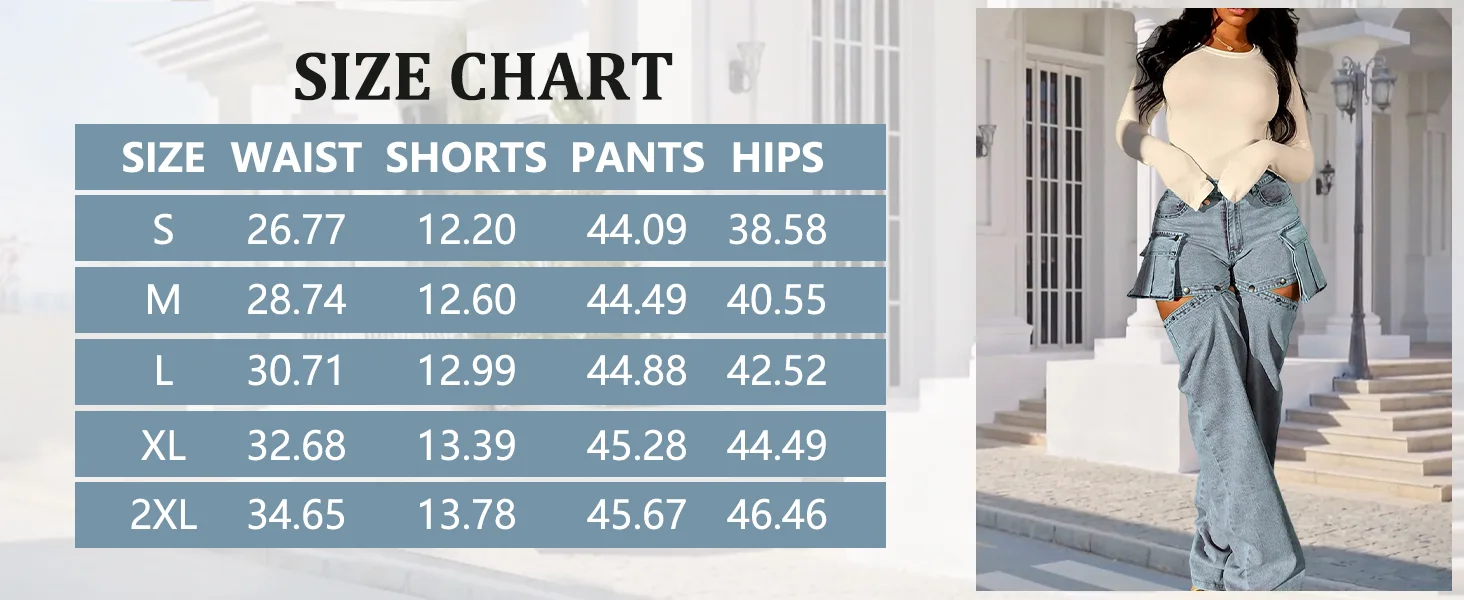 SIZE CHART
SIZE WAIST SHORTS PANTS HIPS
S 26.77 12.20 44.09 38.58
M 28.74 12.60 44.49 40.55
L 30.71 12.99 44.88 42.52
XL 32.68 13.39 45.28 44.49
2XL 34.65 13.78 45.67 46.46